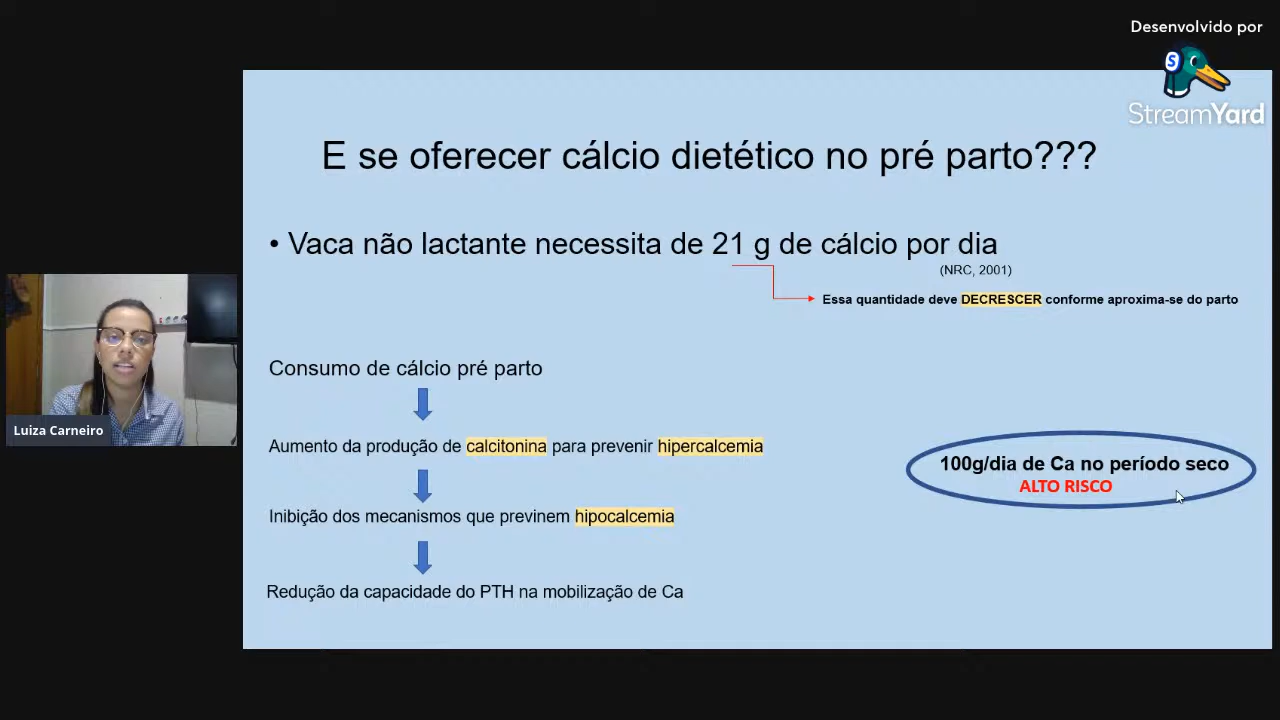 Desenvolvido por
StreamYard
E se oferecer cálcio dietético no pré parto???
• Vaca não lactante necessita de 21 g de cálcio por dia
(NRC, 2001)
Essa quantidade deve DECRESCER conforme aproxima-se do parto
Consumo de cálcio pré parto
Aumento da produção de calcitonina para prevenir hipercalcemia
Inibição dos mecanismos que previnem hipocalcemia
Redução da capacidade do PTH na mobilização de Ca
100g/dia de Ca no período seco
ALTO RISCO
Luiza Carneiro